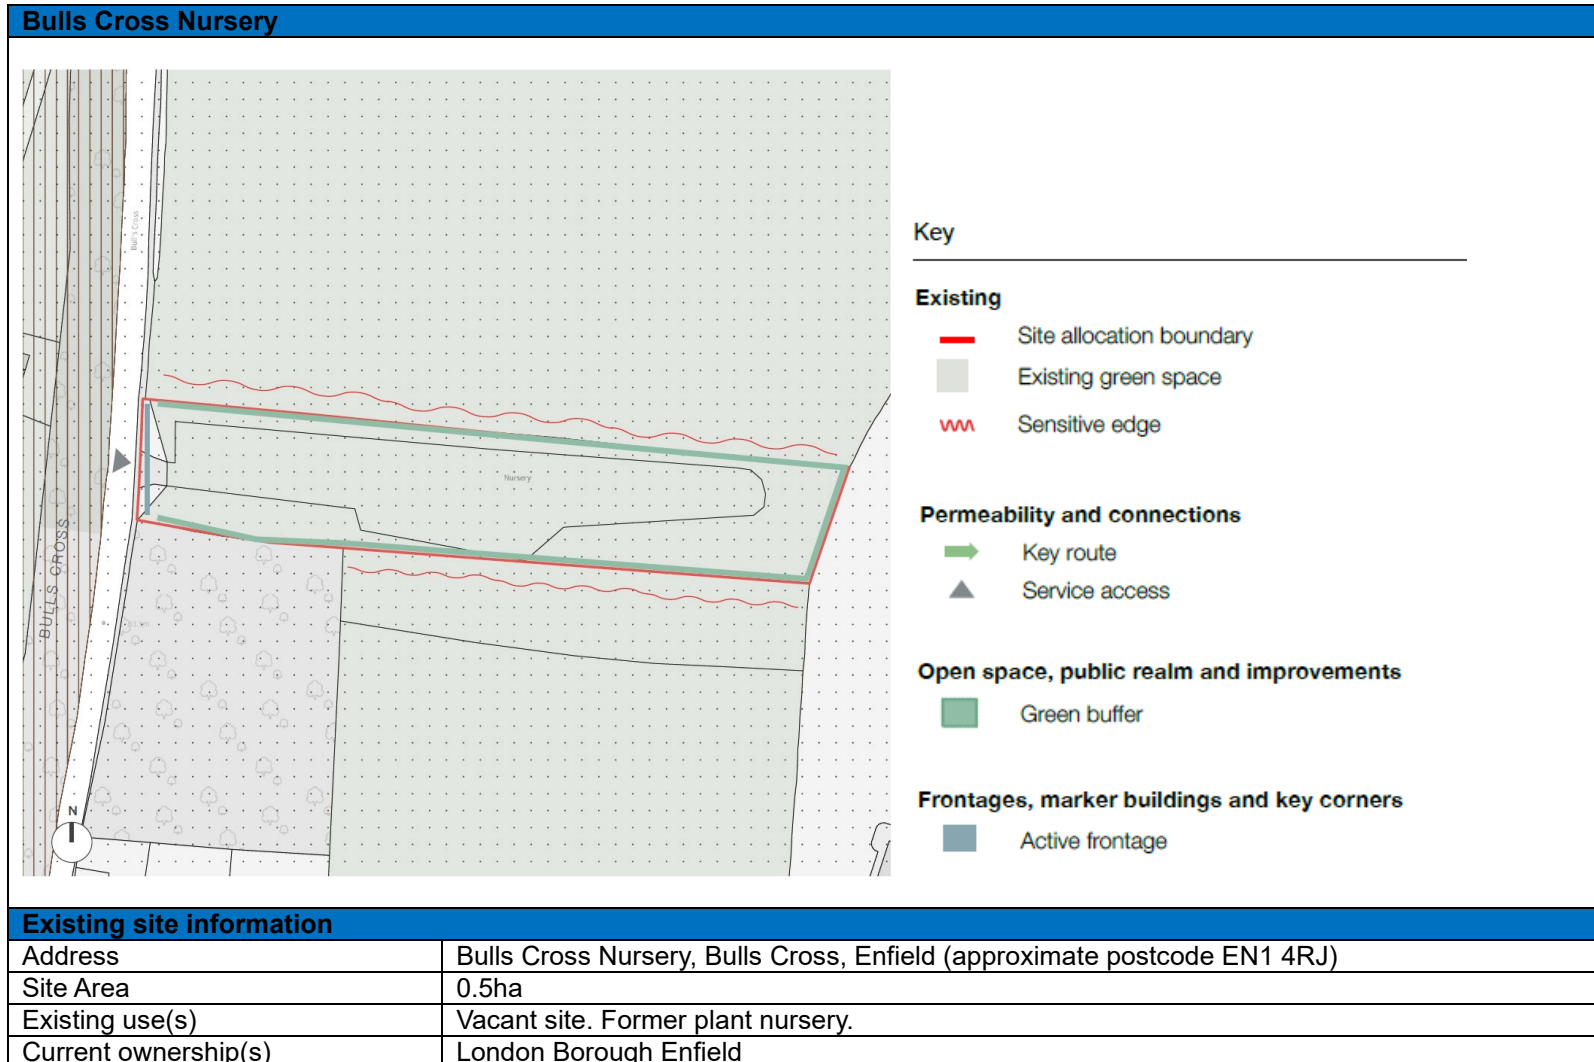 Bulls Cross Nursery
Bull's Cross
Nursery
BULLS CROSS
N
Key
Existing
Site allocation boundary
Existing green space
Sensitive edge
Permeability and connections
Key route
Service access
Open space, public realm and improvements
Green buffer
Frontages, marker buildings and key corners
Active frontage
Existing site information
Address Bulls Cross Nursery, Bulls Cross, Enfield (approximate postcode EN1 4RJ)
Site Area 0.5ha
Existing use(s) Vacant site. Former plant nursery.
Current ownership(s) London Borough Enfield